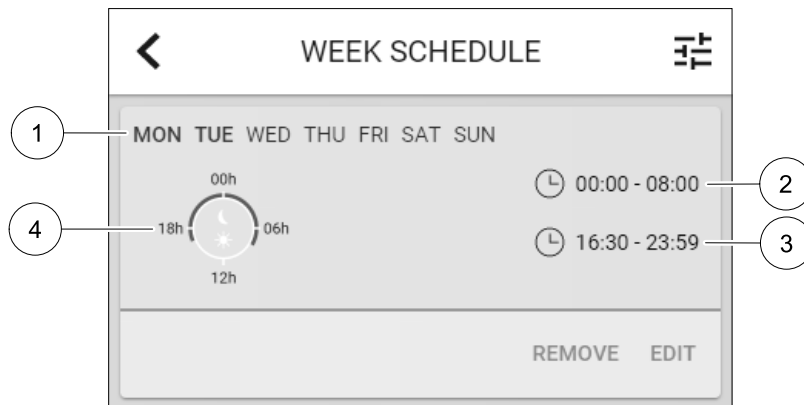 WEEK SCHEDULE
1
MON TUE WED THU FRI SAT SUN
00h
00:00 - 08:00
2
4
18h
06h
16:30 - 23:59
3
12h
REMOVE EDIT